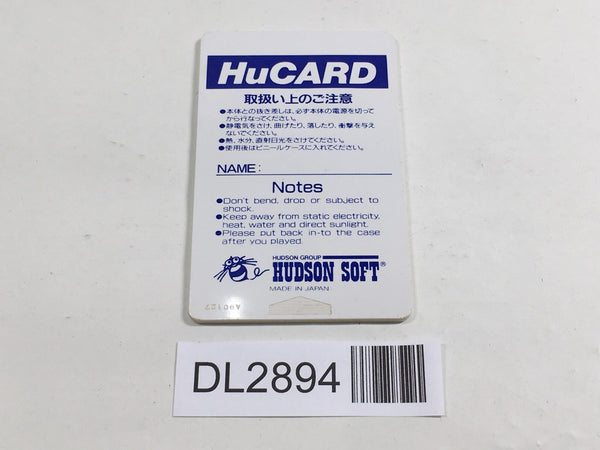 HuCARD
取扱い上のご注意
●本体との抜き差しは、必ず本体の電源を切って
から行なってください。
●静電気をさけ、曲げたり、落したり、衝撃を与え
ないでください。
●熱、水分、直射日光をさけてください。
●使用後はビニールケースに入れてください。
NAME:
Notes
●Don't bend, drop or subject to
shock.
●Keep away from static electricity,
heat, water and direct sunlight.
●Please put back in-to the case
after you played.
HUDSON GROUP
HUDSON SOFT®
MADE IN JAPAN
DL2894